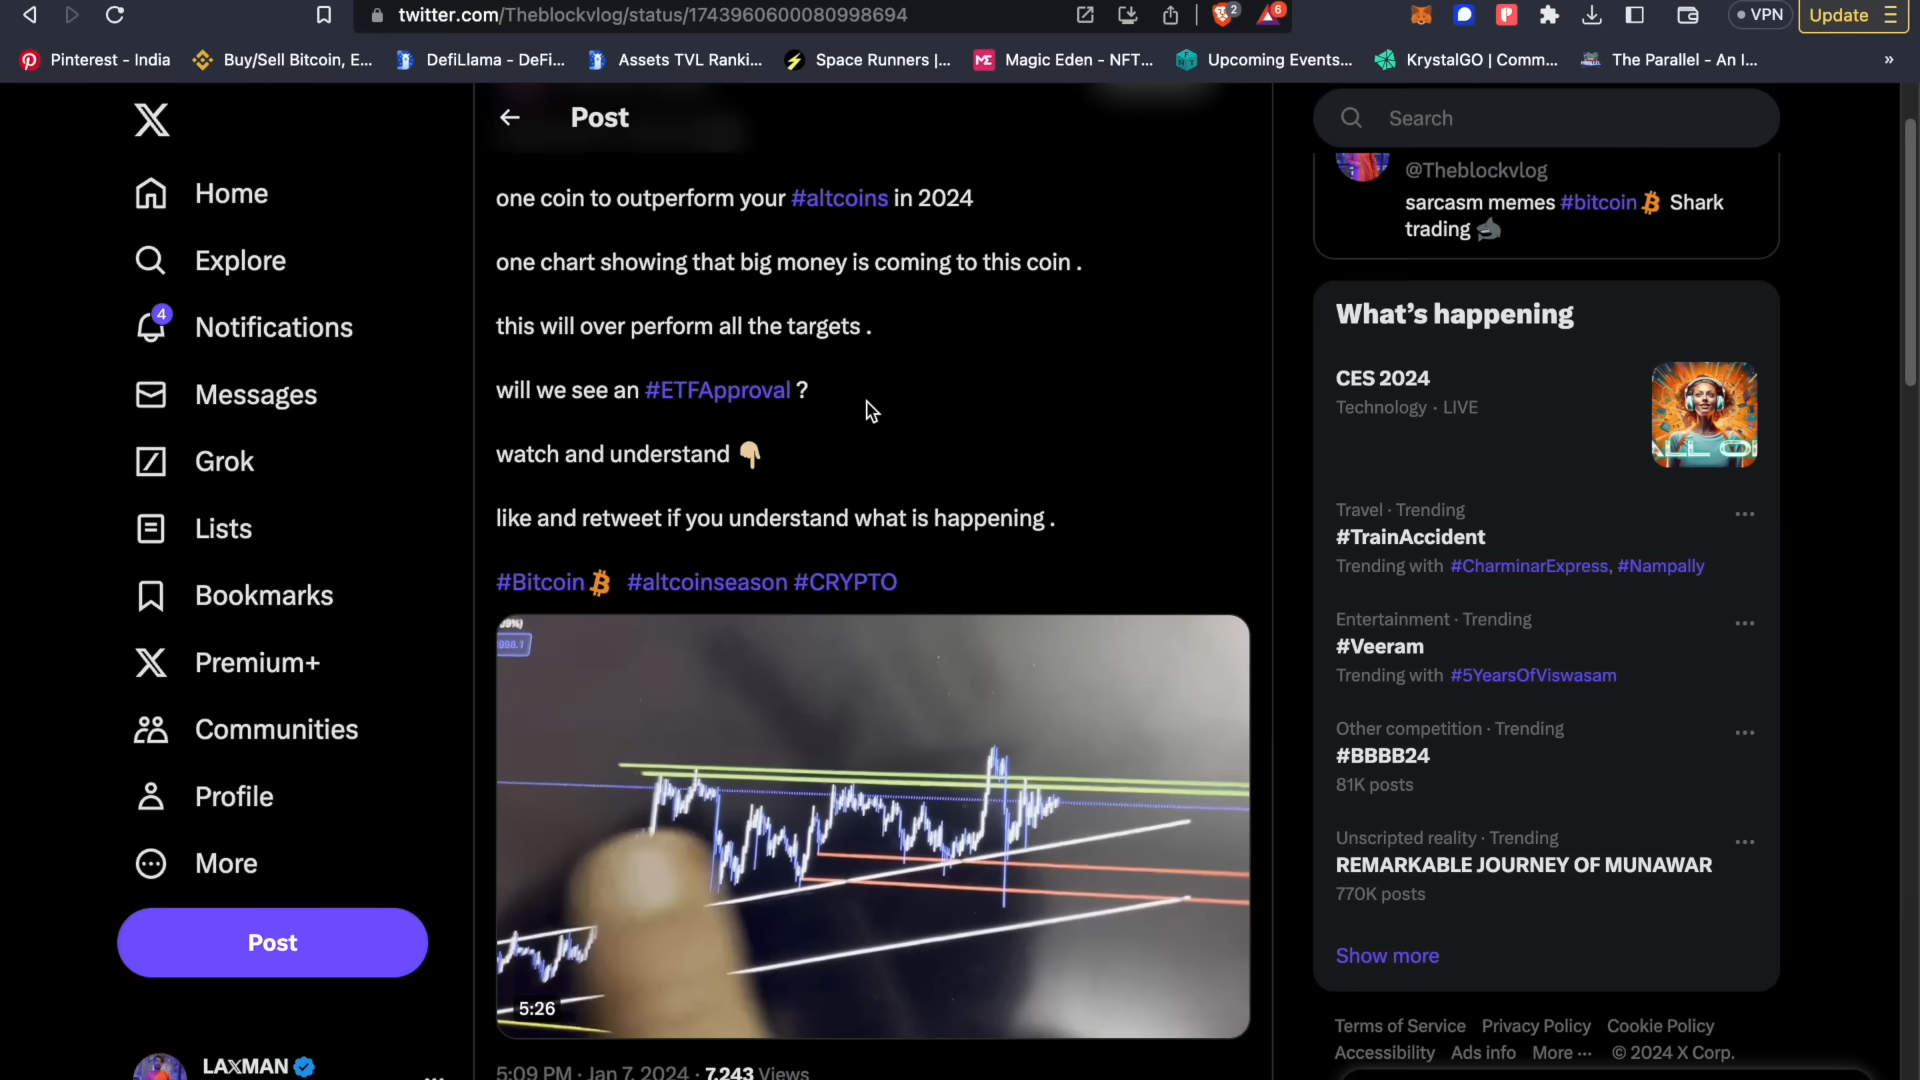 twitter.com/Theblockvlog/status/1743960600080998694
2
6
VPN
Update
Pinterest - India
Buy/Sell Bitcoin, E...
DefiLlama - DeFi...
Assets TVL Ranki...
Space Runners |...
Magic Eden - NFT...
Upcoming Events...
KrystalGO | Comm...
The Parallel - An I...
»
Home
Explore
4
Notifications
Messages
Grok
Lists
Bookmarks
Premium+
Communities
Profile
More
Post
LAXMAN
Post
one coin to outperform your #altcoins in 2024
one chart showing that big money is coming to this coin .
this will over perform all the targets .
will we see an #ETFApproval ?
watch and understand 👇🏼
like and retweet if you understand what is happening .
#Bitcoin #altcoinseason #CRYPTO
998.1
5:26
5:09 PM · Jan 7, 2024 · 7,243 Views
Search
@Theblockvlog
sarcasm memes #bitcoin Shark
trading 🦈
What's happening
CES 2024
Technology · LIVE
Travel · Trending
#TrainAccident
Trending with #CharminarExpress, #Nampally
Entertainment · Trending
#Veeram
Trending with #5YearsOfViswasam
Other competition · Trending
#BBBB24
81K posts
Unscripted reality · Trending
REMARKABLE JOURNEY OF MUNAWAR
770K posts
Show more
Terms of Service Privacy Policy Cookie Policy
Accessibility Ads info More ··· © 2024 X Corp.